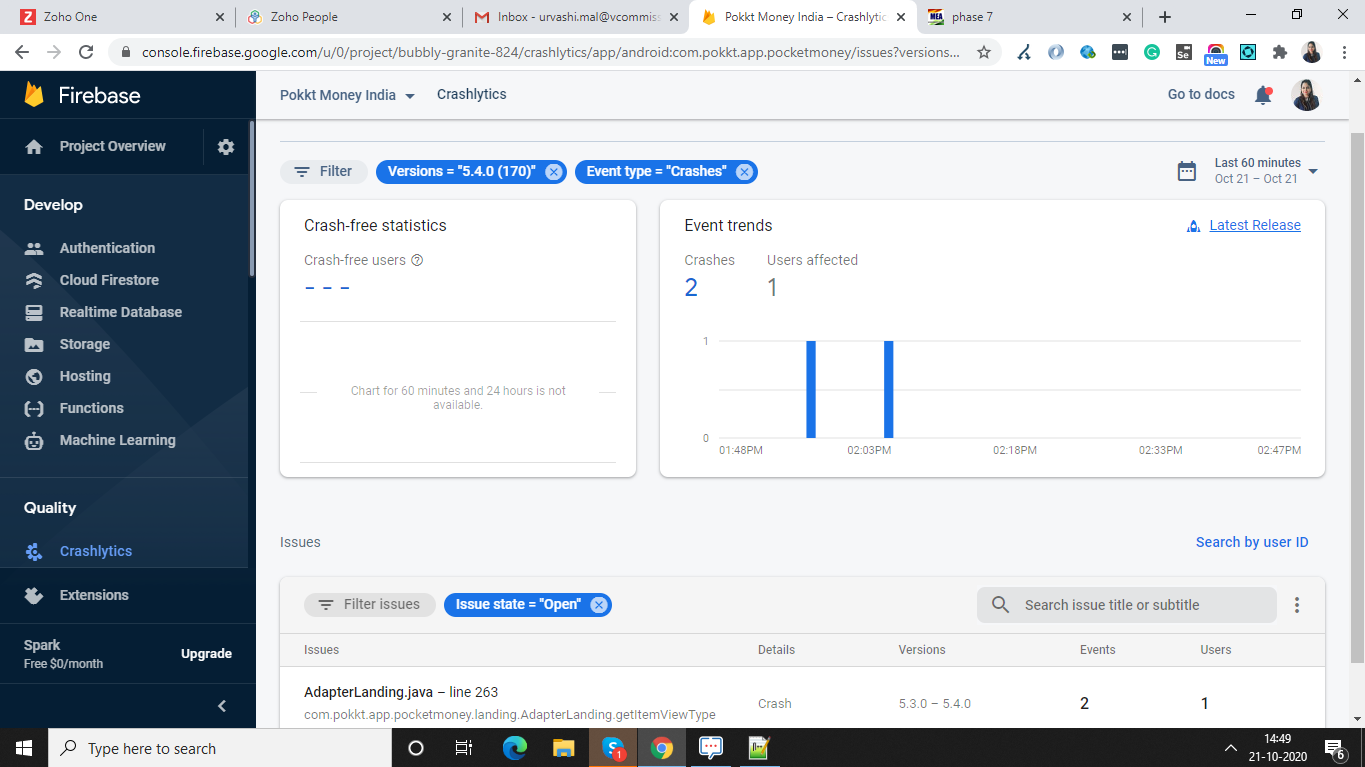 Zoho One
Zoho People
Inbox - urvashi.mal@vcommiss
Pokkt Money India – Crashlytic
phase 7
console.firebase.google.com/u/0/project/bubbly-granite-824/crashlytics/app/android:com.pokkt.app.pocketmoney/issues?versions...
New
Firebase
Pokkt Money India
Crashlytics
Go to docs
Project Overview
Filter
Versions = "5.4.0 (170)"
Event type = "Crashes"
Last 60 minutes
Oct 21 – Oct 21
Develop
Authentication
Cloud Firestore
Realtime Database
Storage
Hosting
Functions
Machine Learning
Quality
Crashlytics
Extensions
Spark
Free $0/month
Upgrade
Crash-free statistics
Crash-free users
---
Chart for 60 minutes and 24 hours is not
available.
Event trends
Latest Release
Crashes
Users affected
2
1
1
0
01:48PM
02:03PM
02:18PM
02:33PM
02:47PM
Issues
Search by user ID
Filter issues
Issue state = "Open"
Search issue title or subtitle
Issues
Details
Versions
Events
Users
AdapterLanding.java – line 263
com.pokkt.app.pocketmoney.landing.AdapterLanding.getItemViewType
Crash
5.3.0 – 5.4.0
2
1
Type here to search
1
14:49
21-10-2020
6